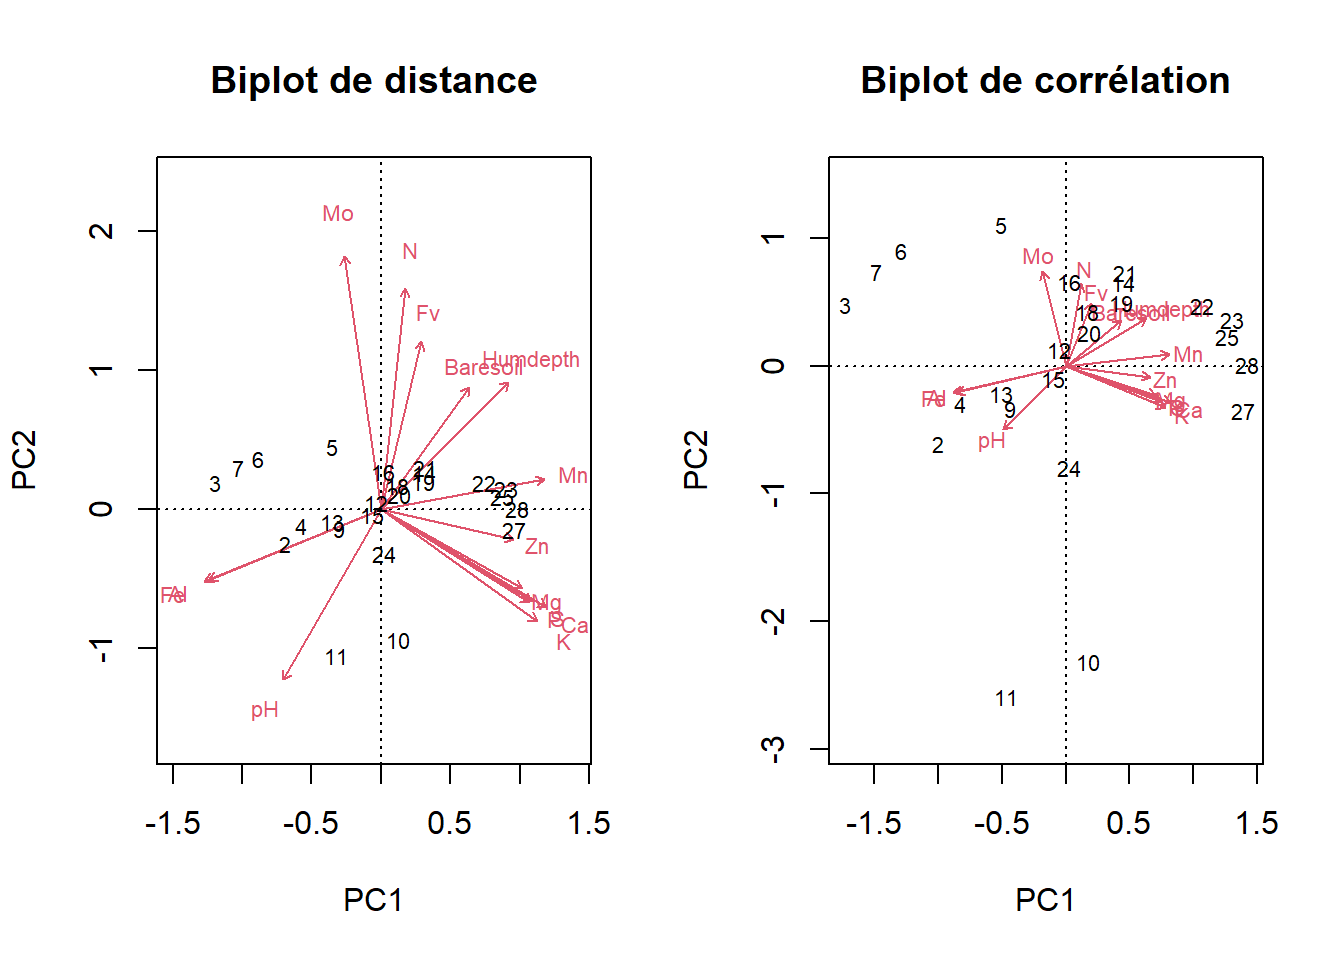 Biplot de distance
PC2
2
1
0
-1
Mo
N
Fv
Baresoil
Humdepth
Mn
Zn
Mg
S
Ca
K
Fe
Al
pH
5
6
7
3
16
21
14
19
18
20
22
23
25
28
27
12
15
13
9
4
2
24
10
11
-1.5
-0.5
0.5
1.5
PC1
Biplot de corrélation
PC2
1
0
-1
-2
-3
5
6
7
3
Mo
N
16
21
14
Fv
19
18
Baresoil
Humdepth
20
22
23
25
28
27
12
Mn
15
Zn
Mg
Ca
K
Fe
Al
4
13
9
2
pH
24
10
11
-1.5
-0.5
0.5
1.5
PC1